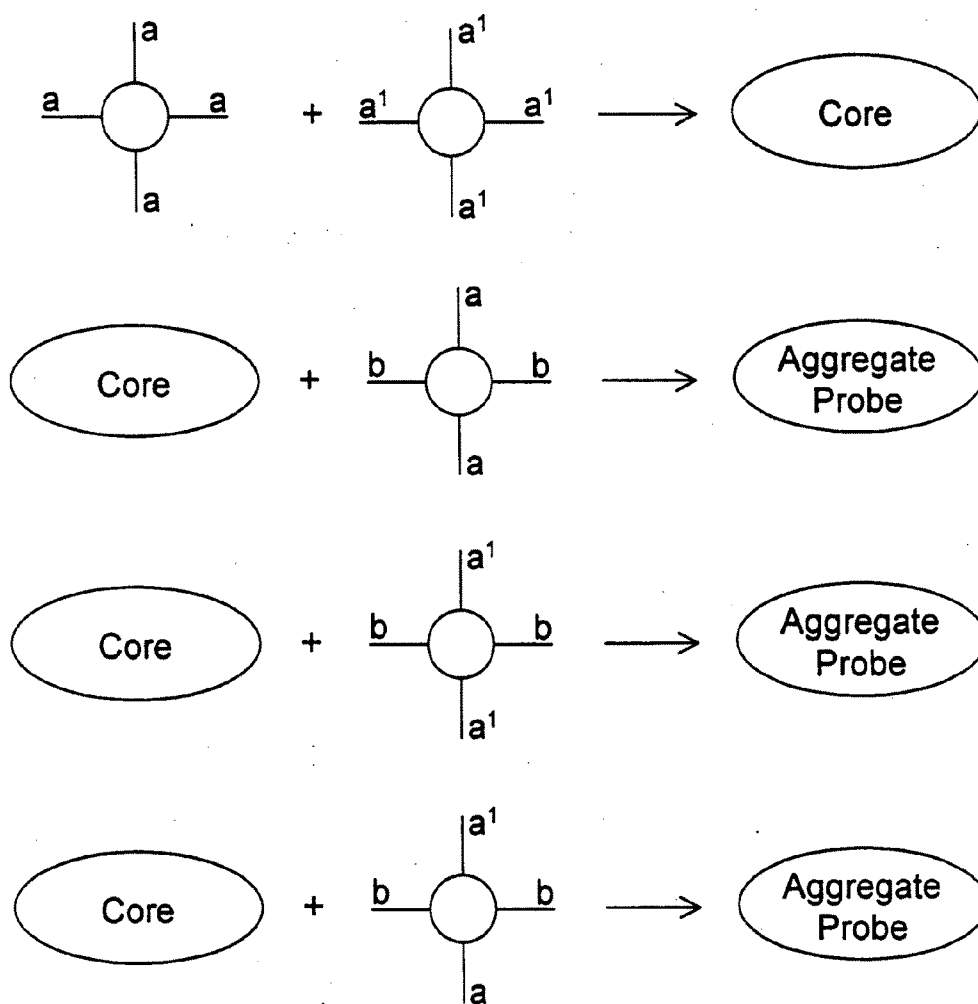 a a¹
a a + a¹ a¹ → Core
a a¹
a
Core + b b → Aggregate
Probe
a
a¹
Core + b b → Aggregate
Probe
a¹
a¹
Core + b b → Aggregate
Probe
a